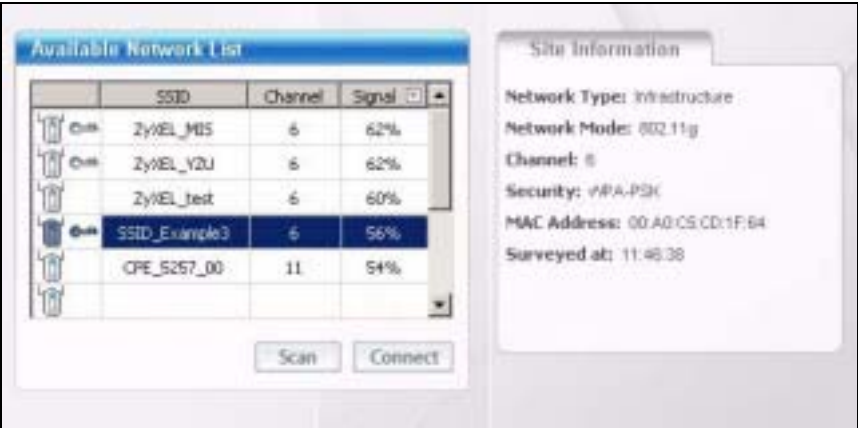 Available Network List
SSID Channel Signal
ZyXEL_MIS 6 62%
ZyXEL_YZU 6 62%
ZyXEL_test 6 60%
SSID_Example3 6 56%
CPE_5257_00 11 54%
Scan Connect
Site Information
Network Type: Infrastructure
Network Mode: 802.11g
Channel: 6
Security: WPA-PSK
MAC Address: 00:A0:C5:CD:1F:64
Surveyed at: 11:46:38